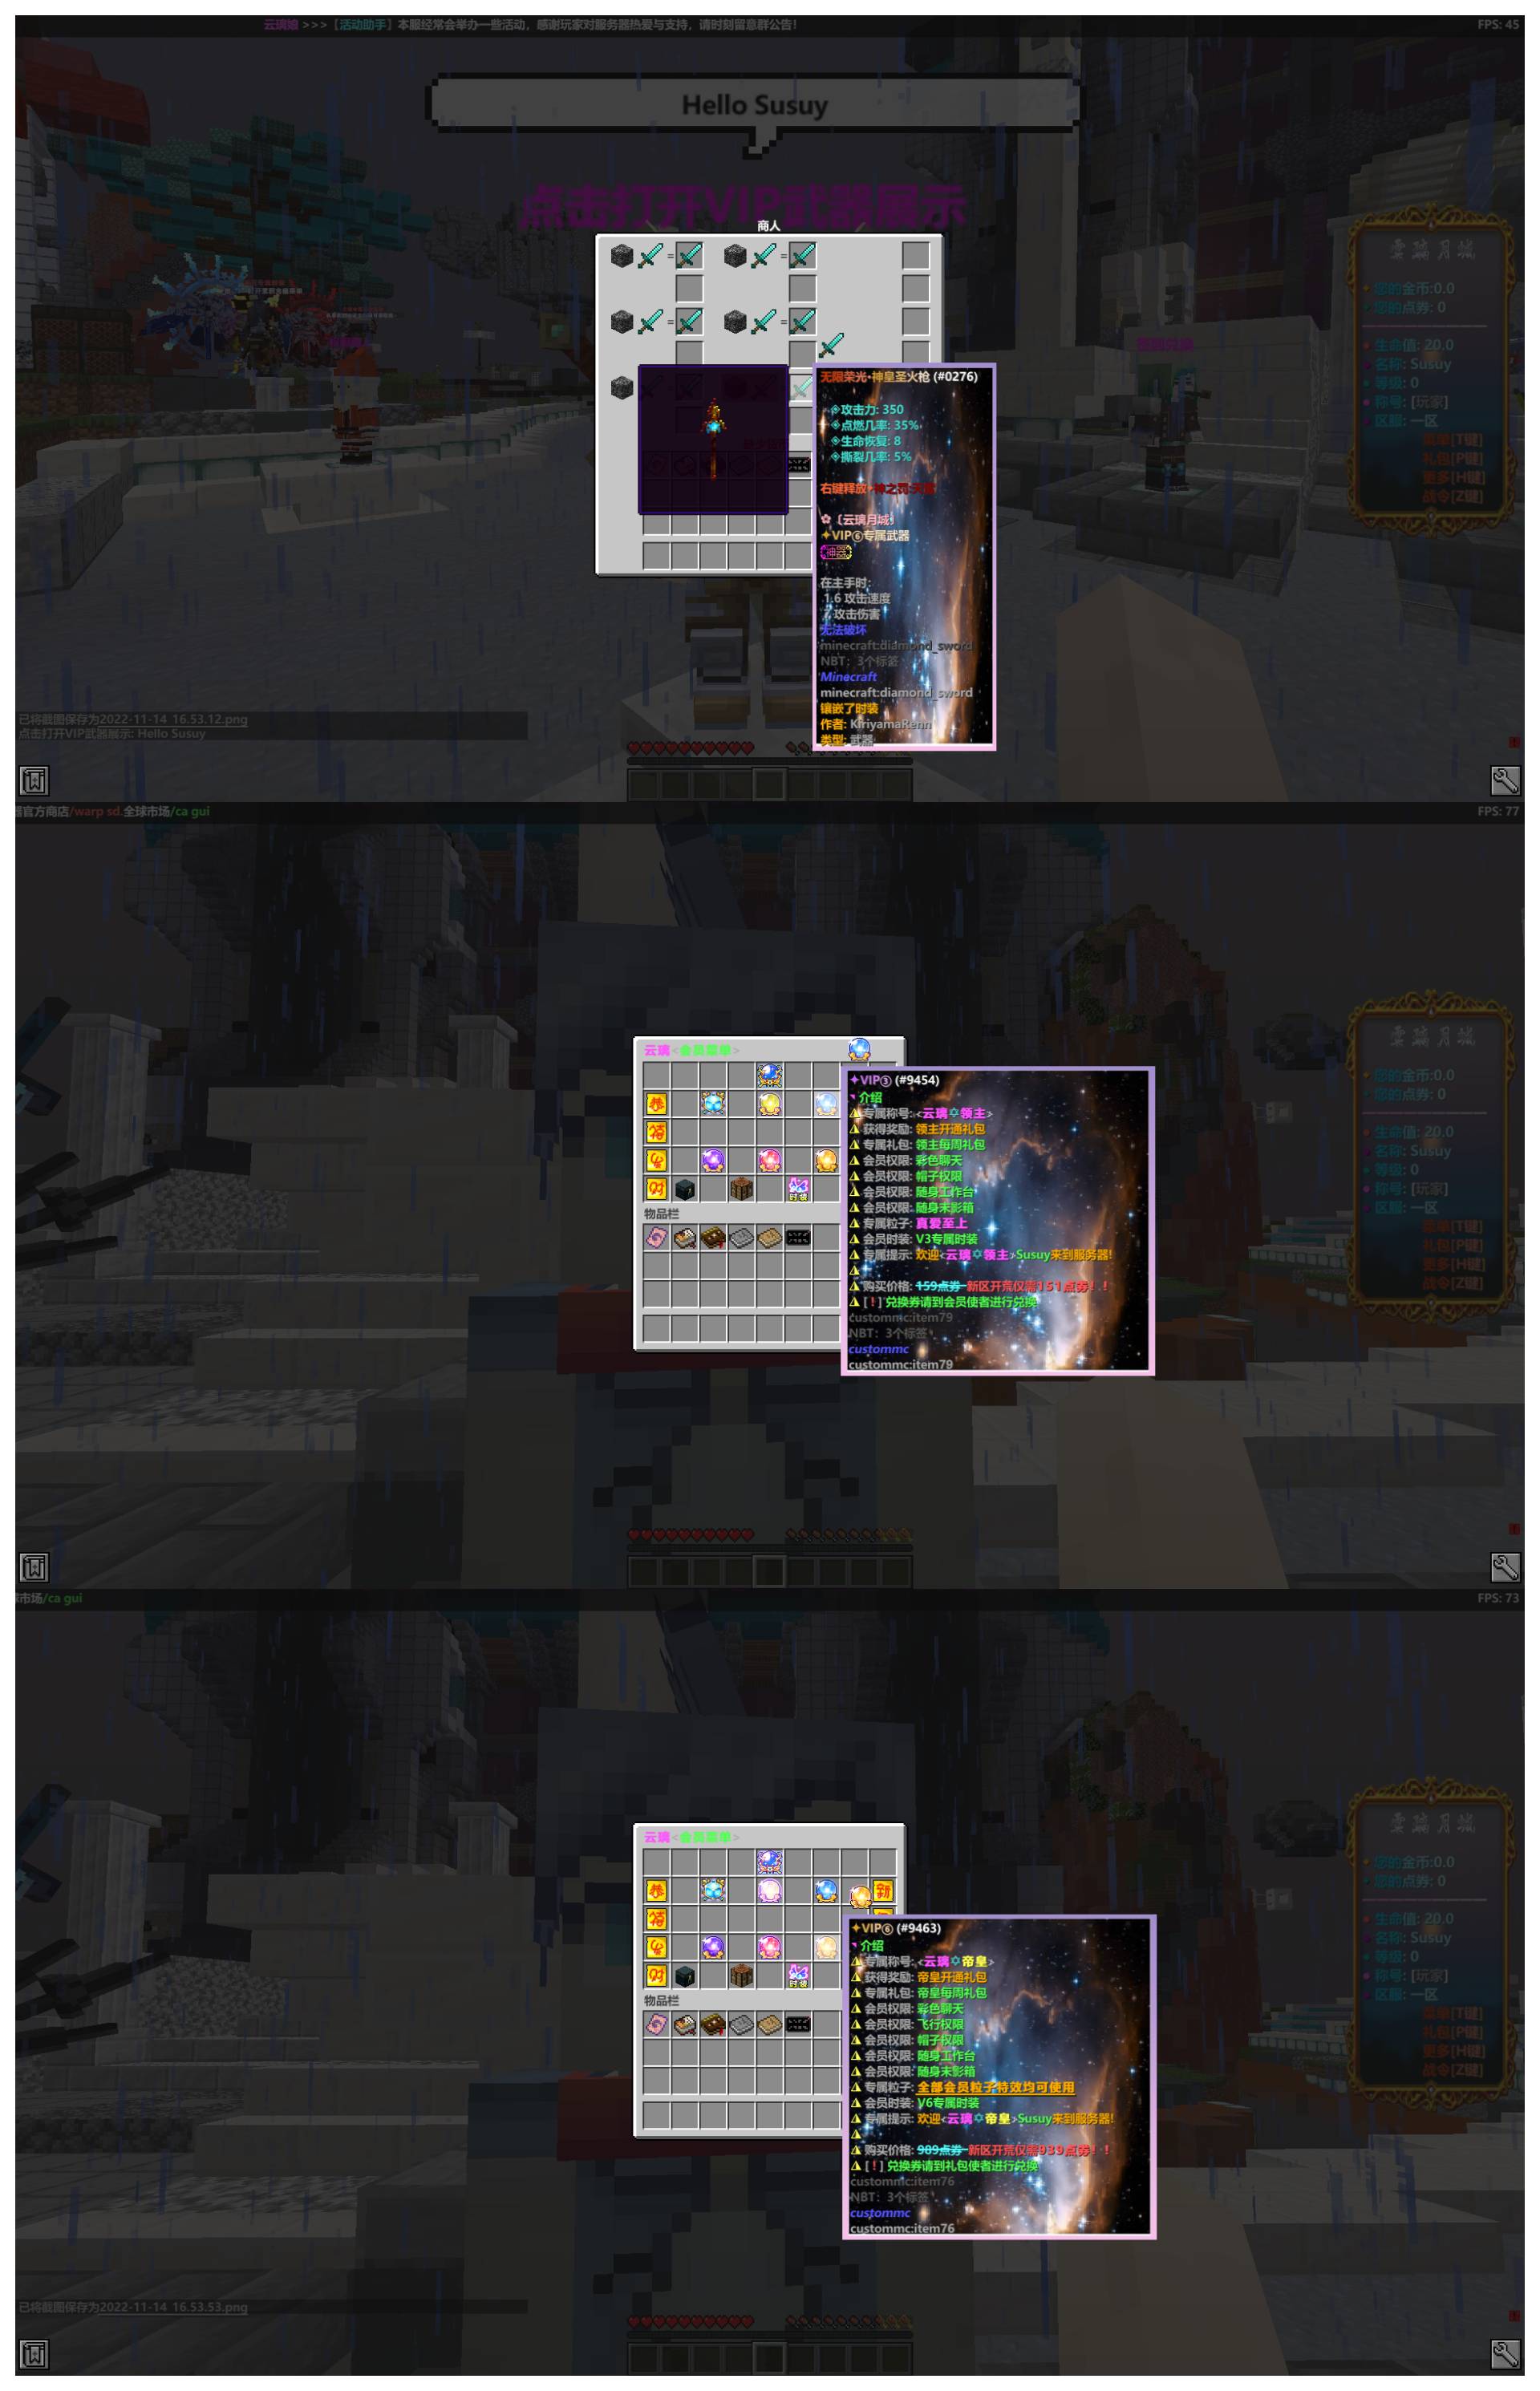 云璃娘 >>> [活动助手] 本服经常会举办一些活动, 感谢玩家对服务器热爱与支持, 请时刻留意群公告!
FPS: 45
Hello Susuy
点击打开VIP武器展示
商人
无限荣光·神皇圣火枪 (#0276)
攻击力: 350
点燃几率: 35%
生命恢复: 8
撕裂几率: 5%
右键释放·神之罚
[云璃月城]
VIP⑥专属武器
神器
在主手时:
1.6 攻击速度
7 攻击伤害
无法破坏
minecraft:diamond_sword
NBT: 3个标签
Minecraft
minecraft:diamond_sword
镶嵌了时装
作者: KiriyamaRenn
类型: 武器
云璃月城
您的金币:0.0
您的点券: 0
生命值: 20.0
名称: Susuy
等级: 0
称号: [玩家]
区服: 一区
菜单[T键]
礼包[P键]
更多[H键]
战令[Z键]
已将截图保存为2022-11-14_16.53.12.png
点击打开VIP武器展示: Hello Susuy
器官方商店/warp sd.全球市场/ca gui
FPS: 77
云璃<会员菜单>
物品栏
时装
VIP③ (#9454)
介绍
专属称号: <云璃✡领主>
获得奖励: 领主开通礼包
专属礼包: 领主每周礼包
会员权限: 彩色聊天
会员权限: 帽子权限
会员权限: 随身工作台
会员权限: 随身末影箱
专属粒子: 真爱至上
会员时装: V3专属时装
专属提示: 欢迎<云璃✡领主>Susuy来到服务器!
购买价格: 159点券 新区开荒仅需151点券!!
[!] 兑换券请到会员使者进行兑换
custommc:item79
NBT: 3个标签
custommc
custommc:item79
云璃月城
您的金币:0.0
您的点券: 0
生命值: 20.0
名称: Susuy
等级: 0
称号: [玩家]
区服: 一区
菜单[T键]
礼包[P键]
更多[H键]
战令[Z键]
球市场/ca gui
FPS: 73
云璃<会员菜单>
新
物品栏
时装
VIP⑥ (#9463)
介绍
专属称号: <云璃✡帝皇>
获得奖励: 帝皇开通礼包
专属礼包: 帝皇每周礼包
会员权限: 彩色聊天
会员权限: 飞行权限
会员权限: 帽子权限
会员权限: 随身工作台
会员权限: 随身末影箱
专属粒子: 全部会员粒子特效均可使用
会员时装: V6专属时装
专属提示: 欢迎<云璃✡帝皇>Susuy来到服务器!
购买价格: 989点券 新区开荒仅需939点券!!
[!] 兑换券请到礼包使者进行兑换
custommc:item76
NBT: 3个标签
custommc
custommc:item76
云璃月城
您的金币:0.0
您的点券: 0
生命值: 20.0
名称: Susuy
等级: 0
称号: [玩家]
区服: 一区
菜单[T键]
礼包[P键]
更多[H键]
战令[Z键]
已将截图保存为2022-11-14_16.53.53.png